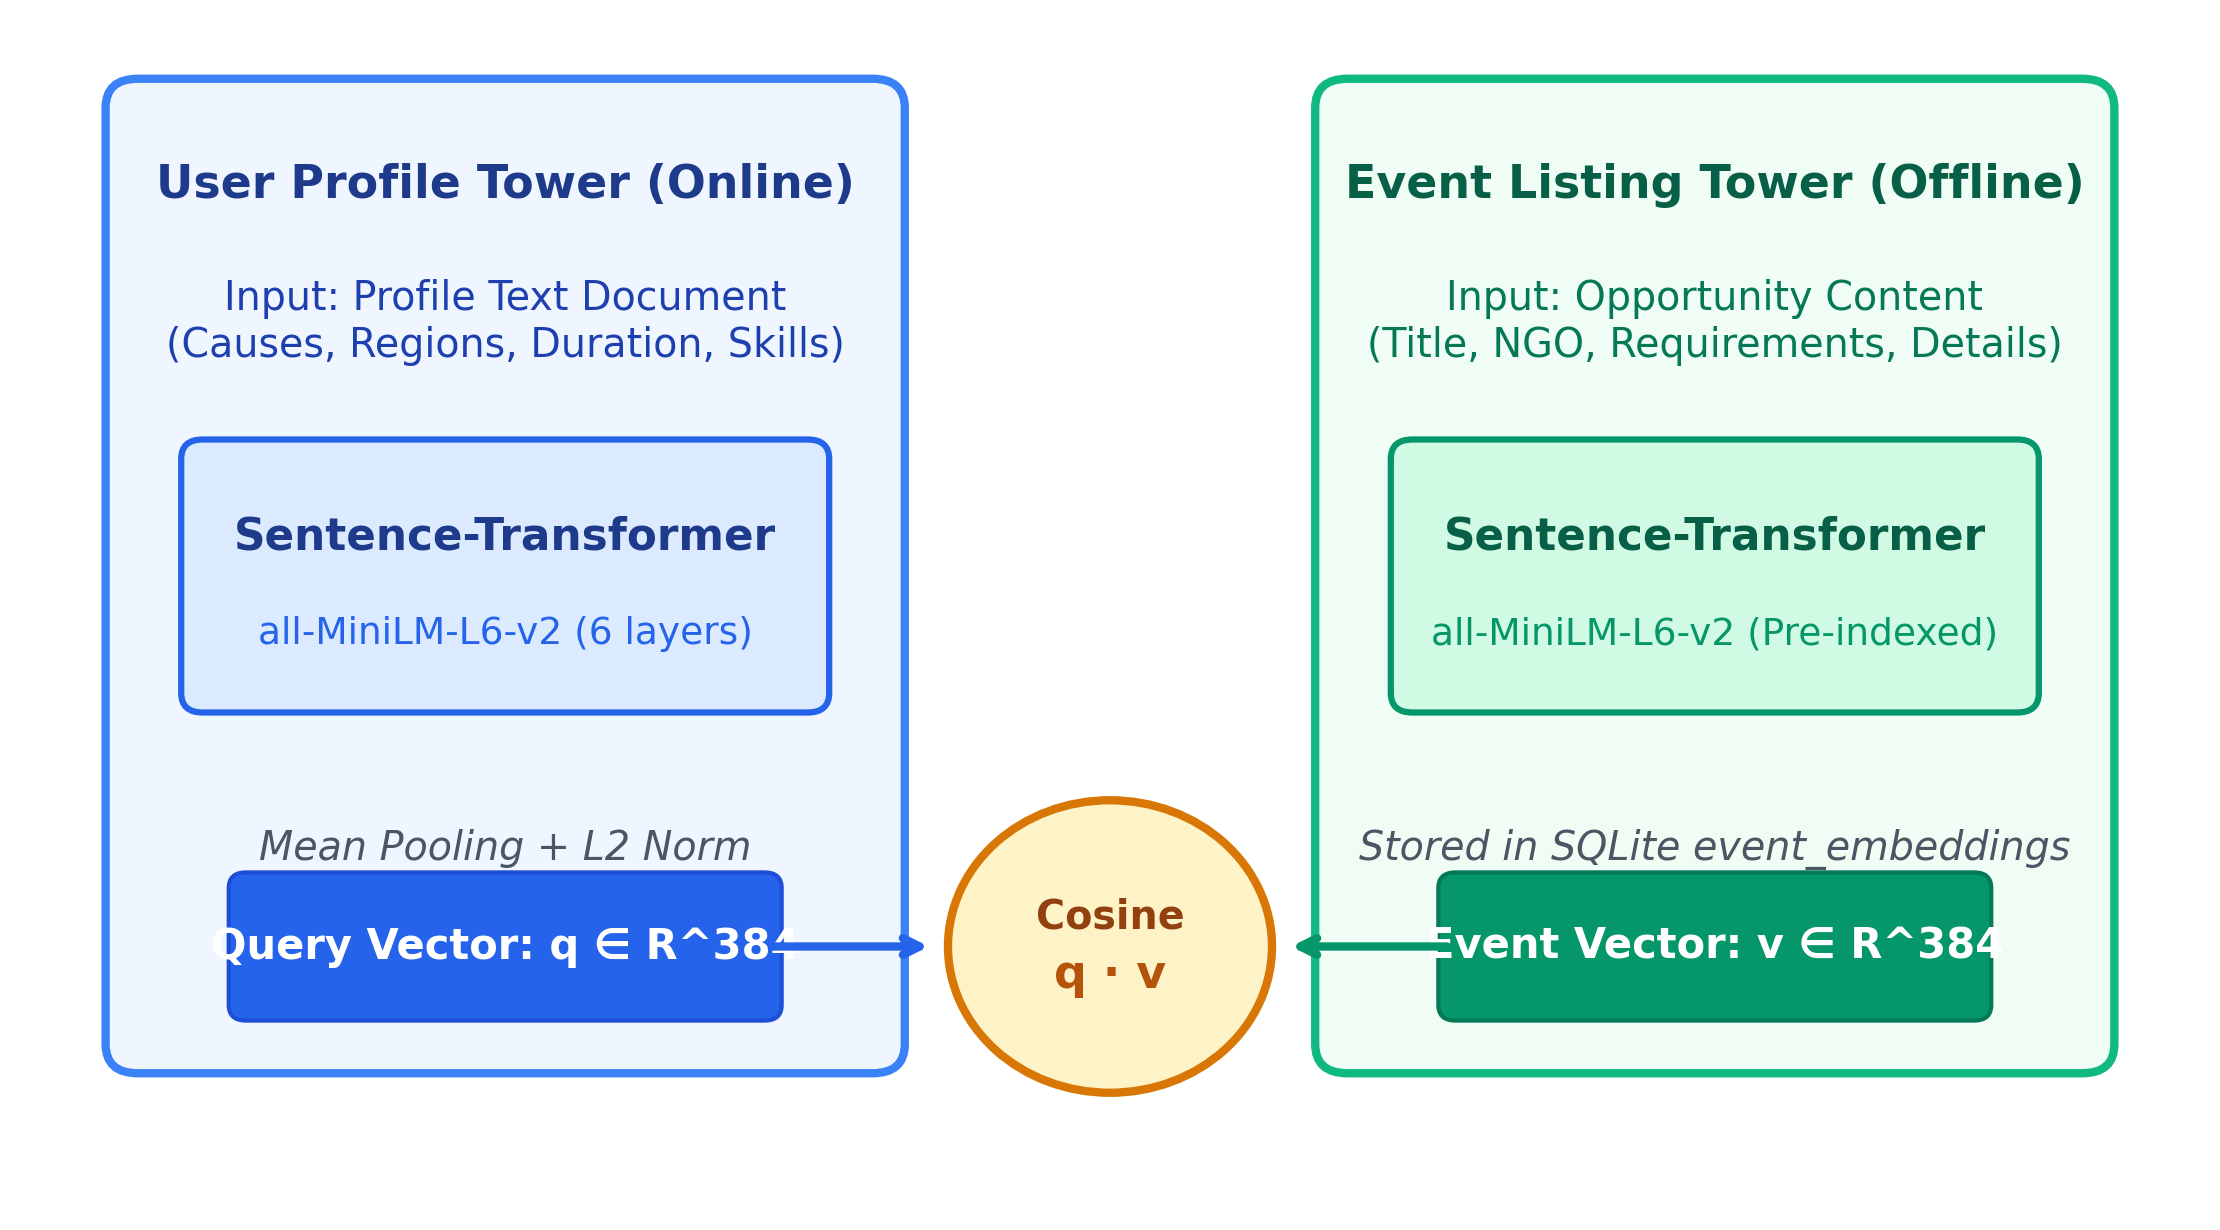 User Profile Tower (Online)
Input: Profile Text Document
(Causes, Regions, Duration, Skills)
Sentence-Transformer
all-MiniLM-L6-v2 (6 layers)
Mean Pooling + L2 Norm
Query Vector: q ∈ R^384
Cosine
q · v
Event Listing Tower (Offline)
Input: Opportunity Content
(Title, NGO, Requirements, Details)
Sentence-Transformer
all-MiniLM-L6-v2 (Pre-indexed)
Stored in SQLite event_embeddings
Event Vector: v ∈ R^384